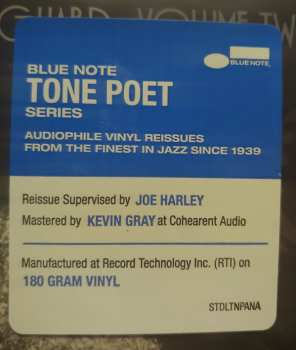 GUARD, VOLUME TW
BLUE NOTE
BLUE NOTE
TONE POET
SERIES
AUDIOPHILE VINYL REISSUES
FROM THE FINEST IN JAZZ SINCE 1939
Reissue Supervised by JOE HARLEY
Mastered by KEVIN GRAY at Cohearent Audio
Manufactured at Record Technology Inc. (RTI) on
180 GRAM VINYL
STDLTNPANA